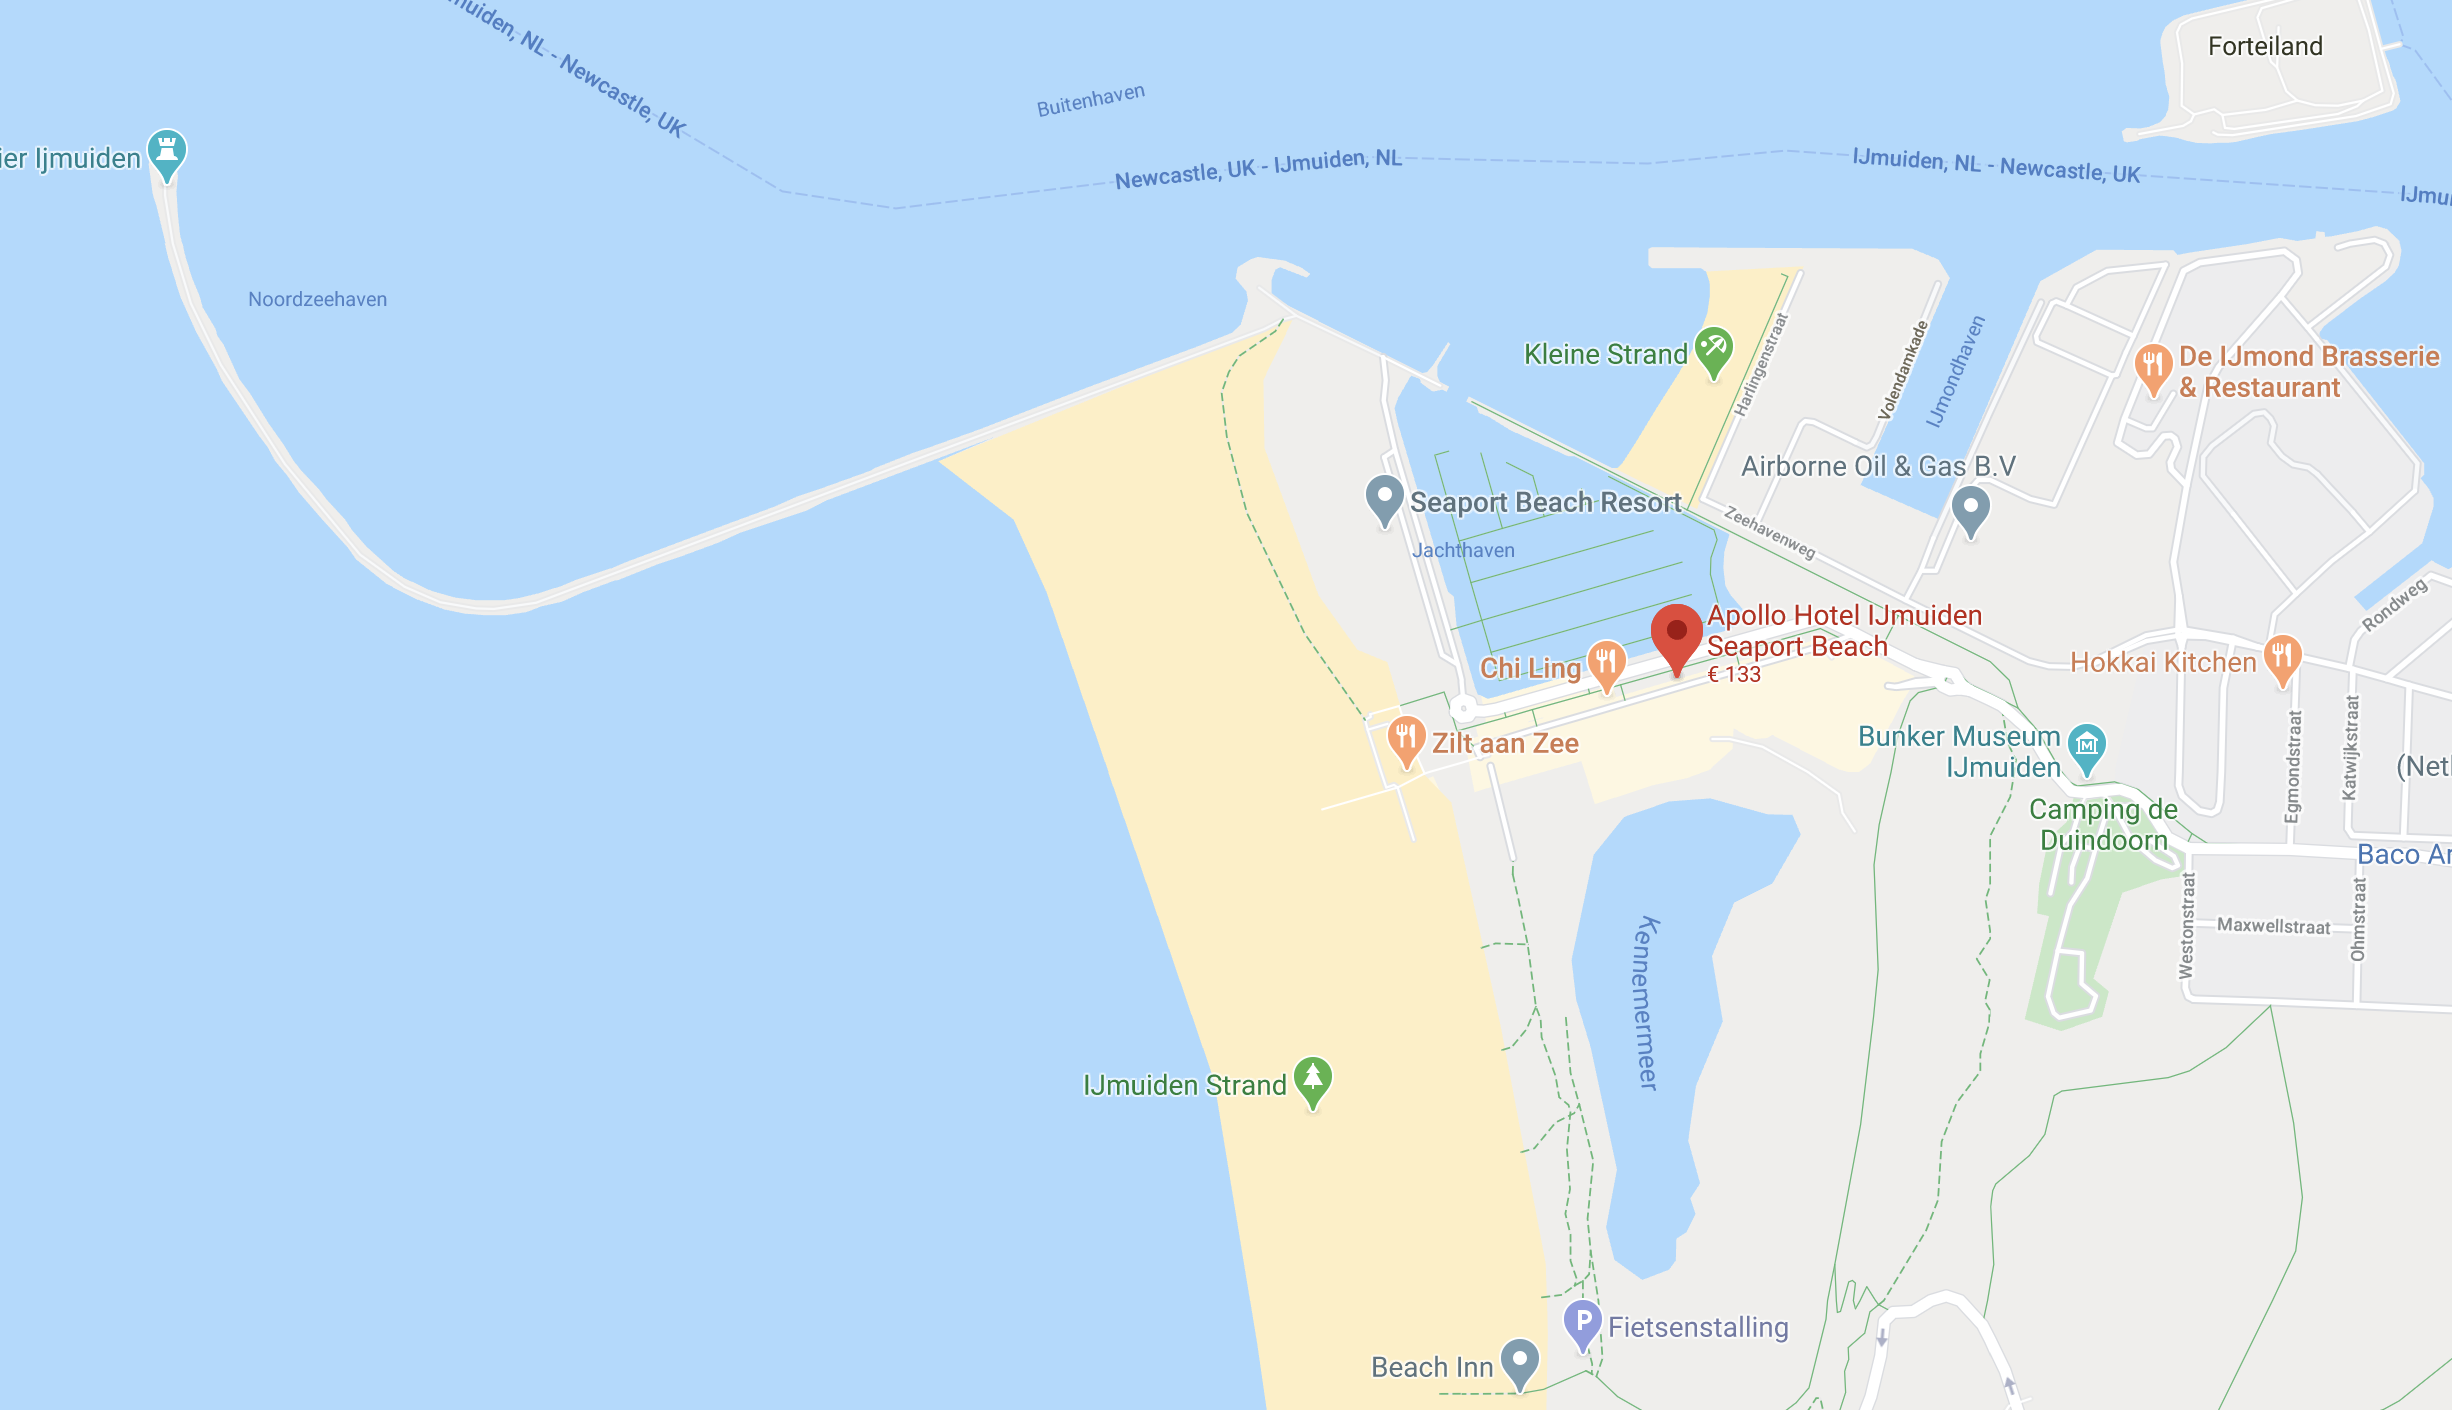 Forteiland
IJmuiden, NL - Newcastle, UK
Buitenhaven
ier Ijmuiden
Newcastle, UK - IJmuiden, NL
IJmuiden, NL - Newcastle, UK
IJmui
Noordzeehaven
Kleine Strand
Harlingenstraat
Volendamkade
IJmondhaven
De IJmond Brasserie
& Restaurant
Airborne Oil & Gas B.V
Seaport Beach Resort
Zeehavenweg
Jachthaven
Rondweg
Apollo Hotel IJmuiden
Seaport Beach
€ 133
Chi Ling
Hokkai Kitchen
Zilt aan Zee
Bunker Museum
IJmuiden
Egmondstraat
Katwijkstraat
(Netl
Camping de
Duindoorn
Baco Ar
Westonstraat
Maxwellstraat
Ohmstraat
Kennemermeer
IJmuiden Strand
P
Fietsenstalling
Beach Inn